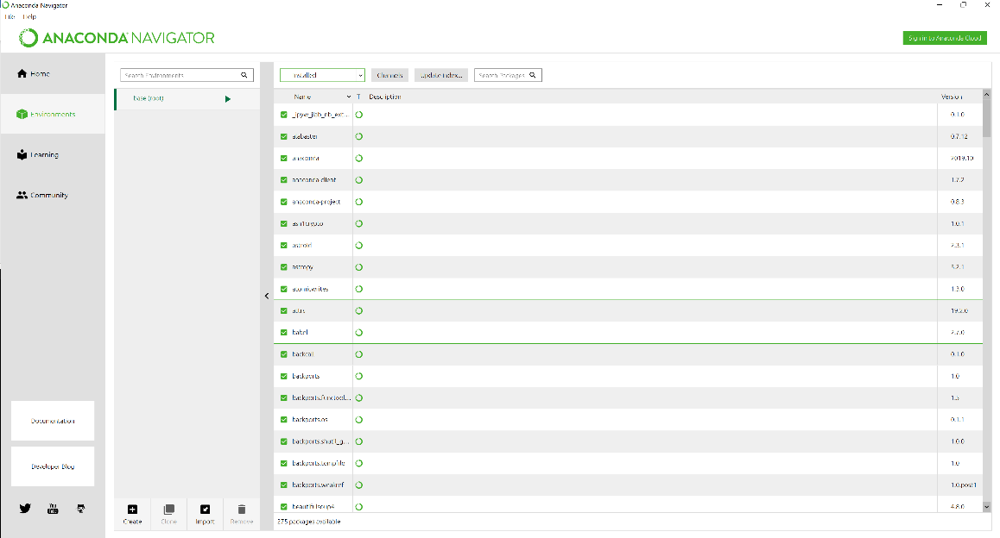 Anaconda Navigator
File Help
ANACONDA NAVIGATOR
Sign in to Anaconda Cloud
Home
Environments
Learning
Community
Documentation
Developer Blog
You Tube
Search Environments
base (root)
Create
Clone
Import
Remove
Installed
Channels
Update index...
Search Packages
Name T Description Version
_ipyw_jlab_nb_ext... 0.1.0
alabaster 0.7.12
anaconda 2019.10
anaconda-client 1.7.2
anaconda-project 0.8.3
asn1crypto 1.0.1
astroid 2.3.1
astropy 3.2.1
atomicwrites 1.3.0
attrs 19.2.0
babel 2.7.0
backcall 0.1.0
backports 1.0
backports.functool... 1.5
backports.os 0.1.1
backports.shutil_g... 1.0.0
backports.tempfile 1.0
backports.weakref 1.0.post1
beautifulsoup4 4.8.0
275 packages available